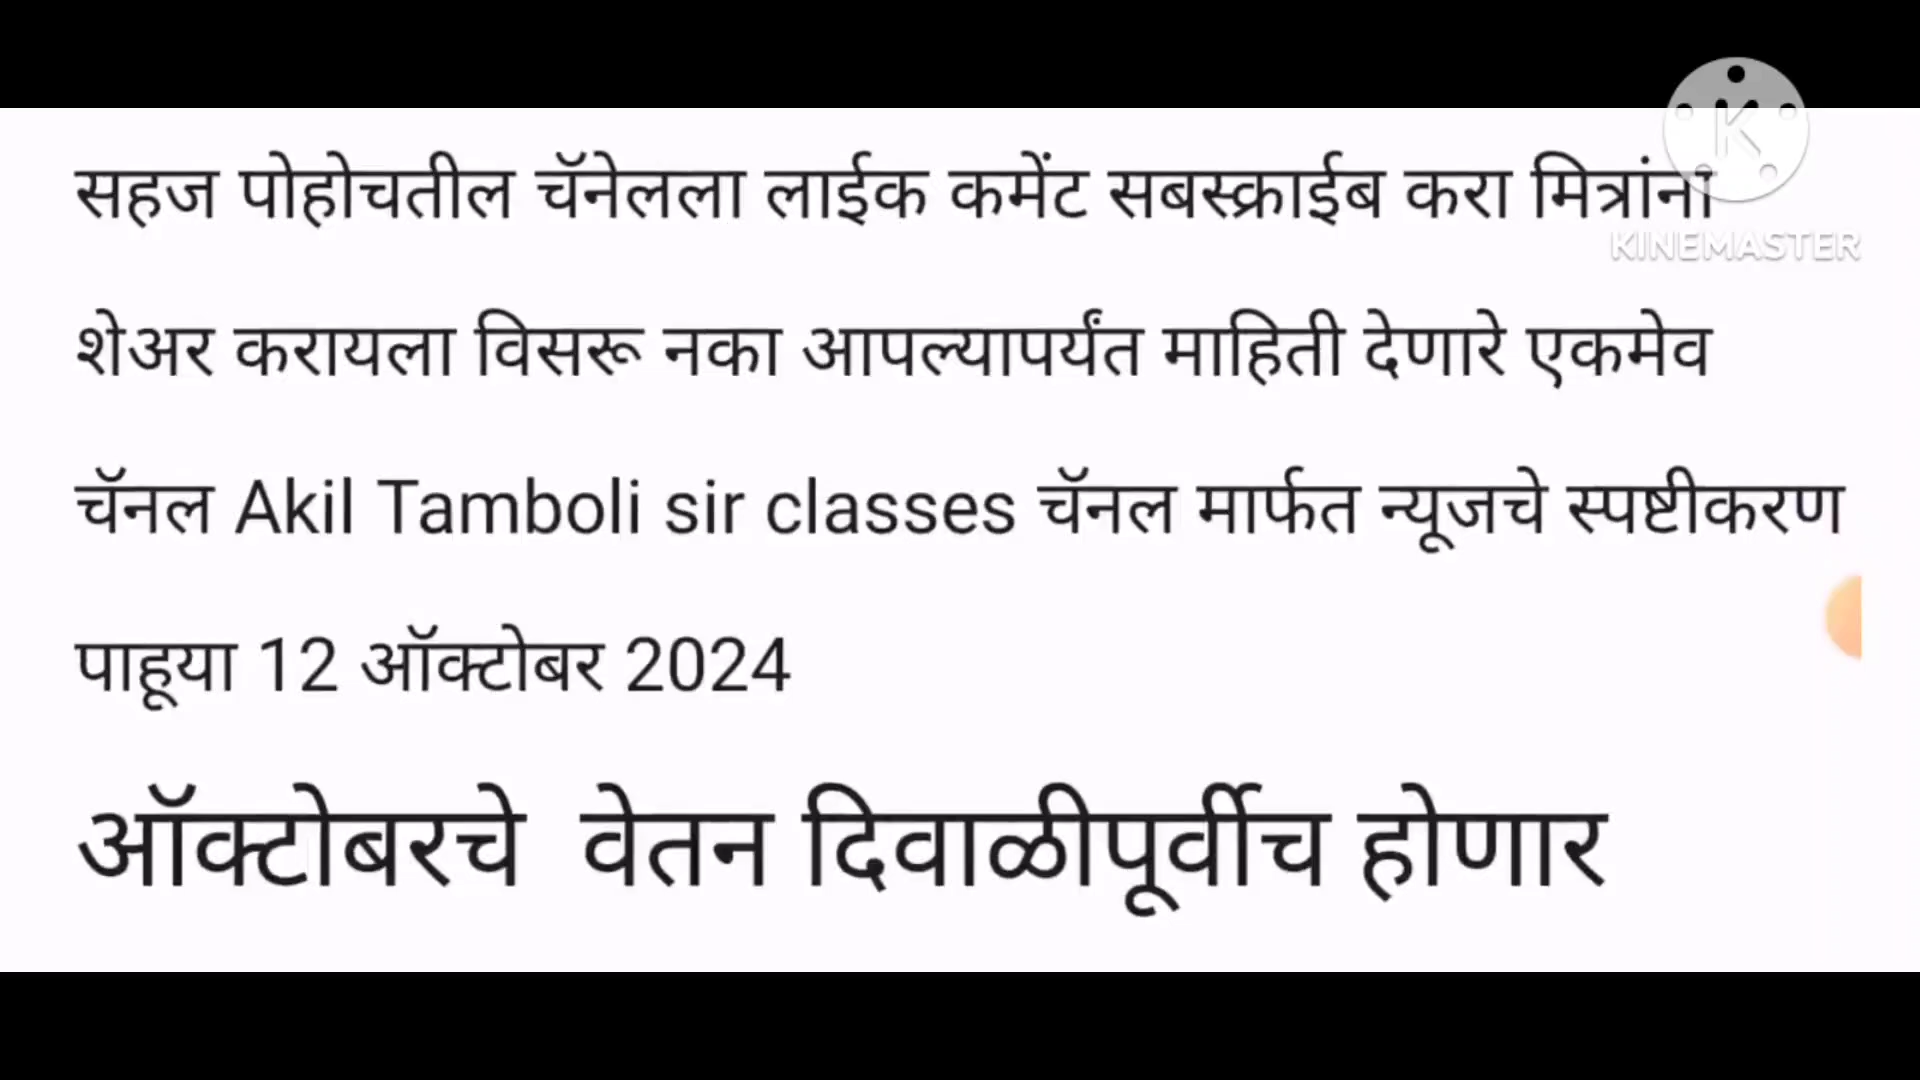 सहज पोहोचतील चॅनेलला लाईक कमेंट सबस्क्राईब करा मित्रांनो
KINEMASTER
शेअर करायला विसरू नका आपल्यापर्यंत माहिती देणारे एकमेव
चॅनल Akil Tamboli sir classes चॅनल मार्फत न्यूजचे स्पष्टीकरण
पाहूया 12 ऑक्टोबर 2024
ऑक्टोबरचे वेतन दिवाळीपूर्वीच होणार